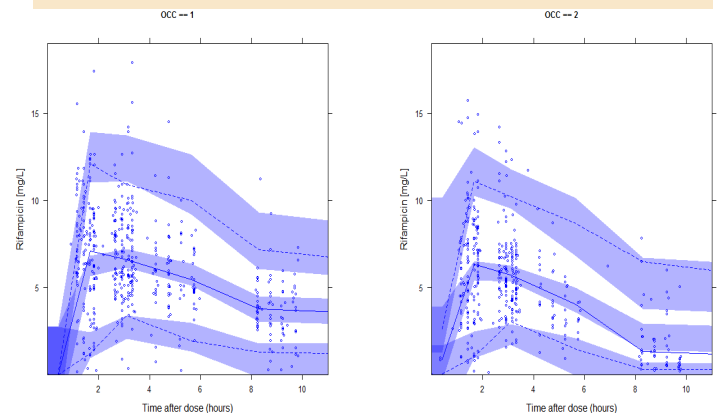 OCC == 1
OCC == 2
Rifampicin [mg/L]
15
10
5
2
4
6
8
10
Time after dose (hours)
Rifampicin [mg/L]
15
10
5
2
4
6
8
10
Time after dose (hours)